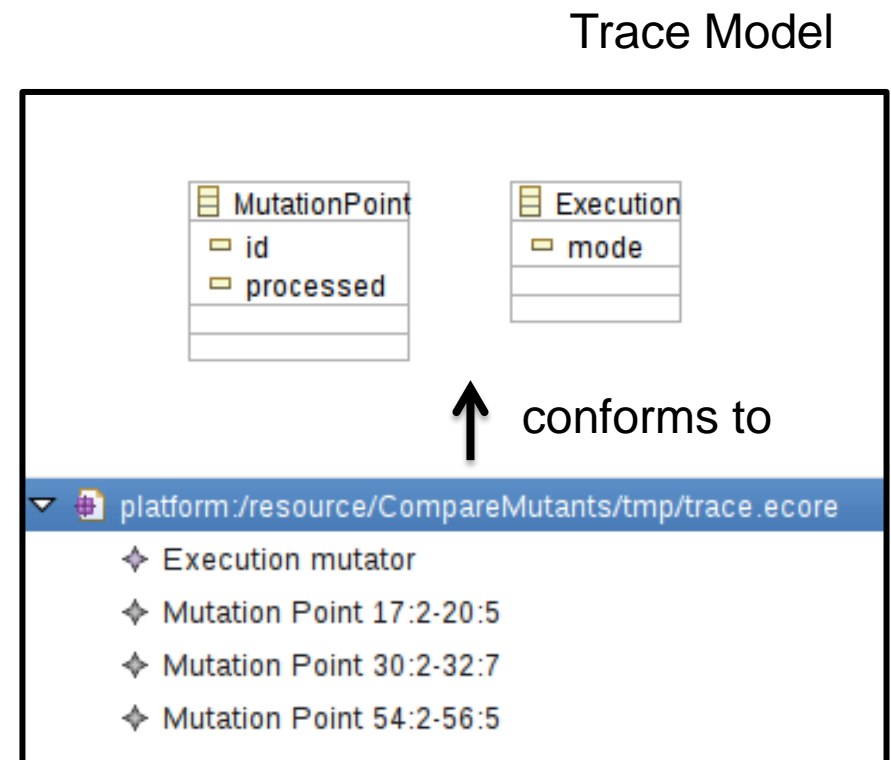 Trace Model
MutationPoint
id
processed
Execution
mode
conforms to
platform:/resource/CompareMutants/tmp/trace.ecore
Execution mutator
Mutation Point 17:2-20:5
Mutation Point 30:2-32:7
Mutation Point 54:2-56:5